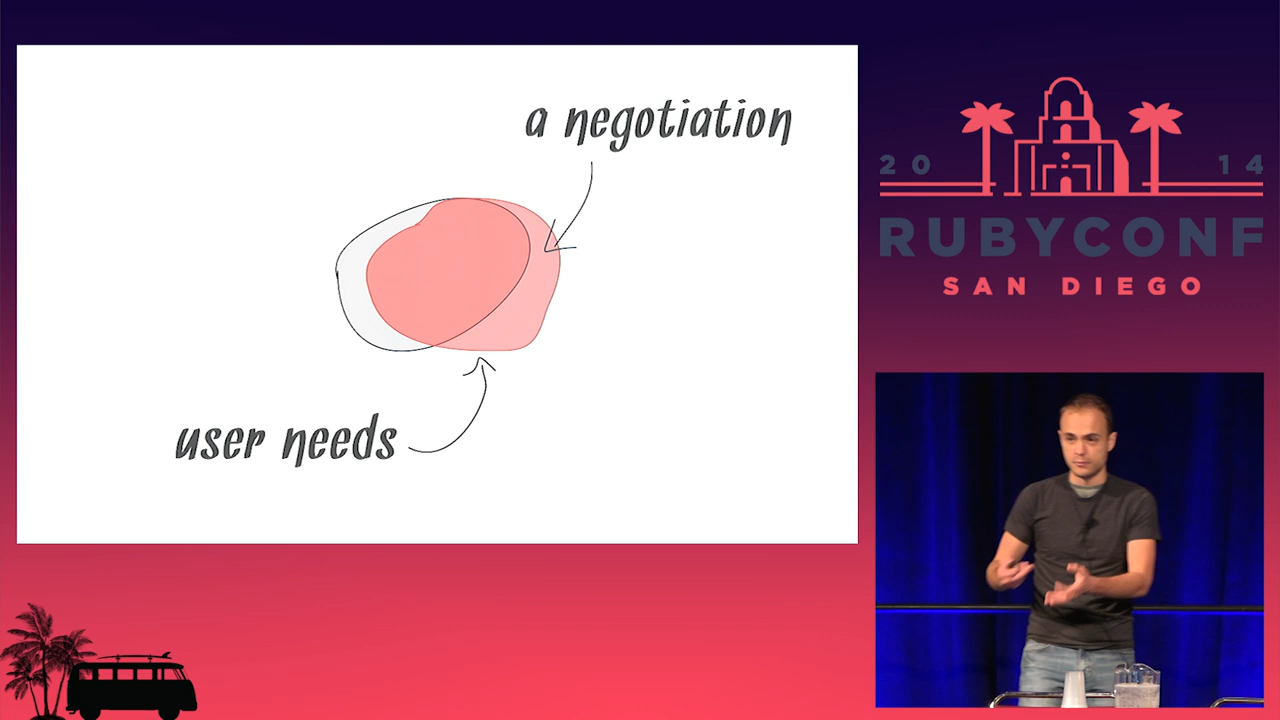 a negotiation
user needs
20 14
RUBYCONF
SAN DIEGO